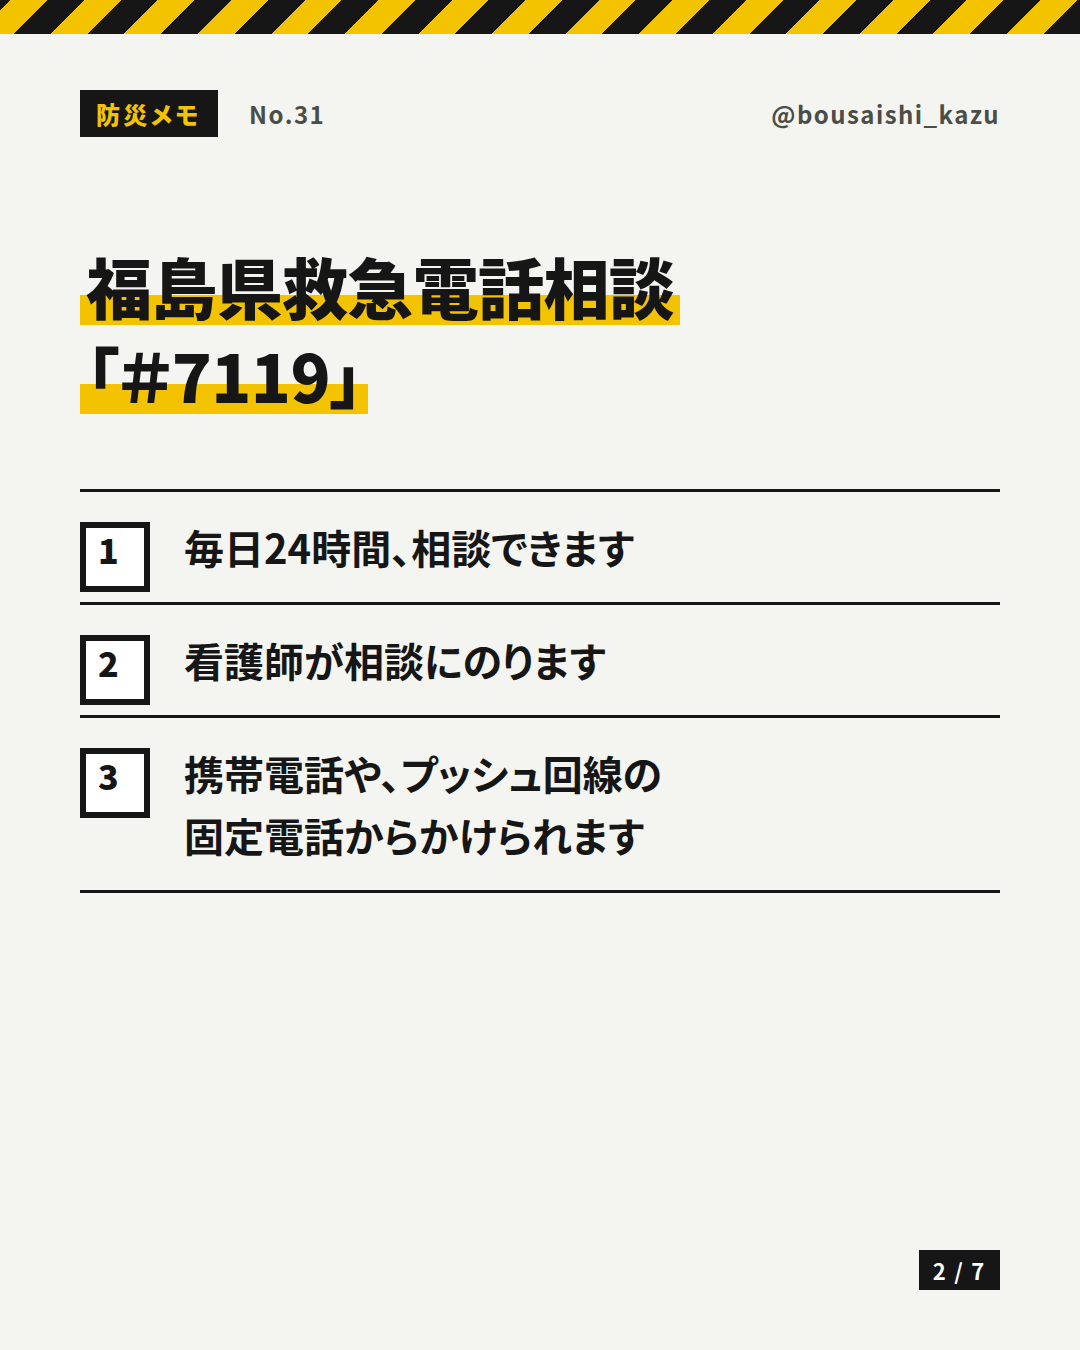 防災メモ No.31 @bousaishi_kazu
福島県救急電話相談
「#7119」
1 毎日24時間、相談できます
2 看護師が相談にのります
3 携帯電話や、プッシュ回線の
固定電話からかけられます
2 / 7